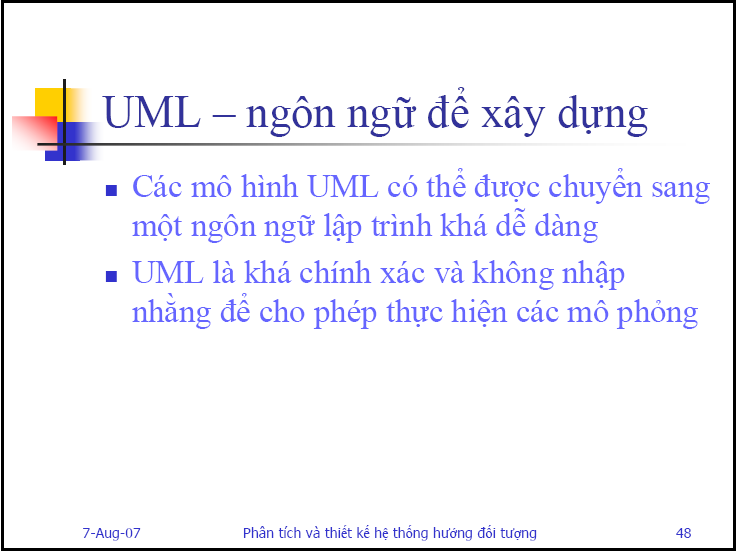 UML – ngôn ngữ để xây dựng
Các mô hình UML có thể được chuyển sang
một ngôn ngữ lập trình khá dễ dàng
UML là khá chính xác và không nhập
nhằng để cho phép thực hiện các mô phỏng
7-Aug-07 Phân tích và thiết kế hệ thống hướng đối tượng 48